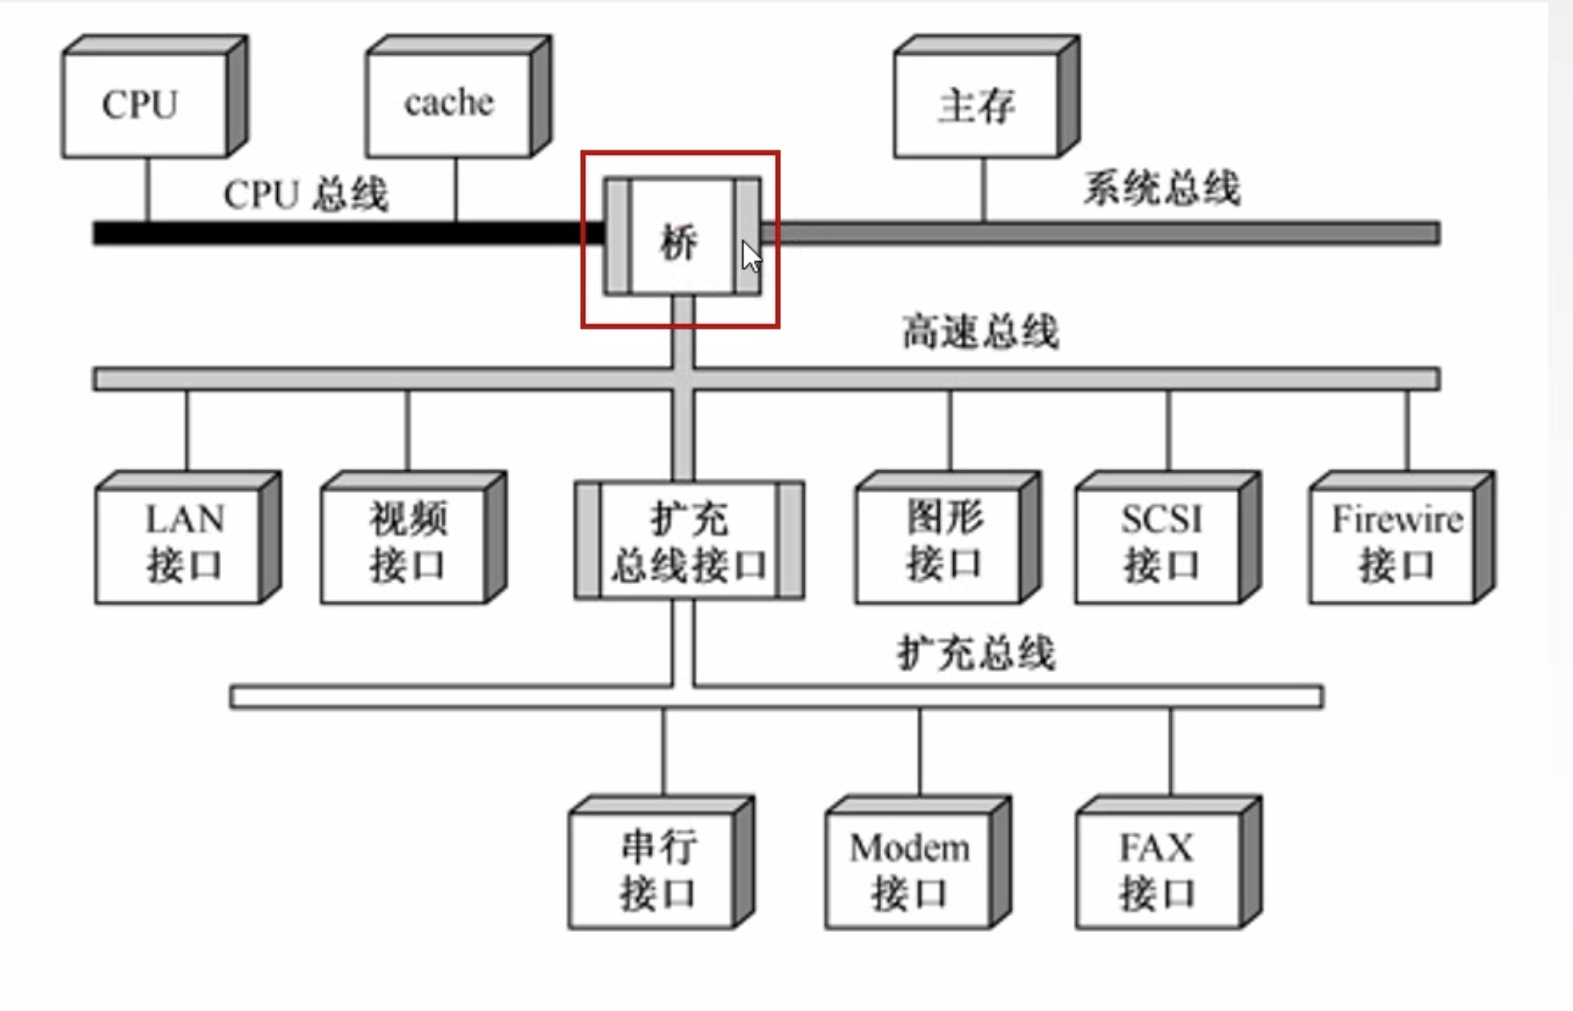 CPU
cache
主存
CPU 总线
系统总线
桥
高速总线
LAN
接口
视频
接口
扩充
总线接口
图形
接口
SCSI
接口
Firewire
接口
扩充总线
串行
接口
Modem
接口
FAX
接口